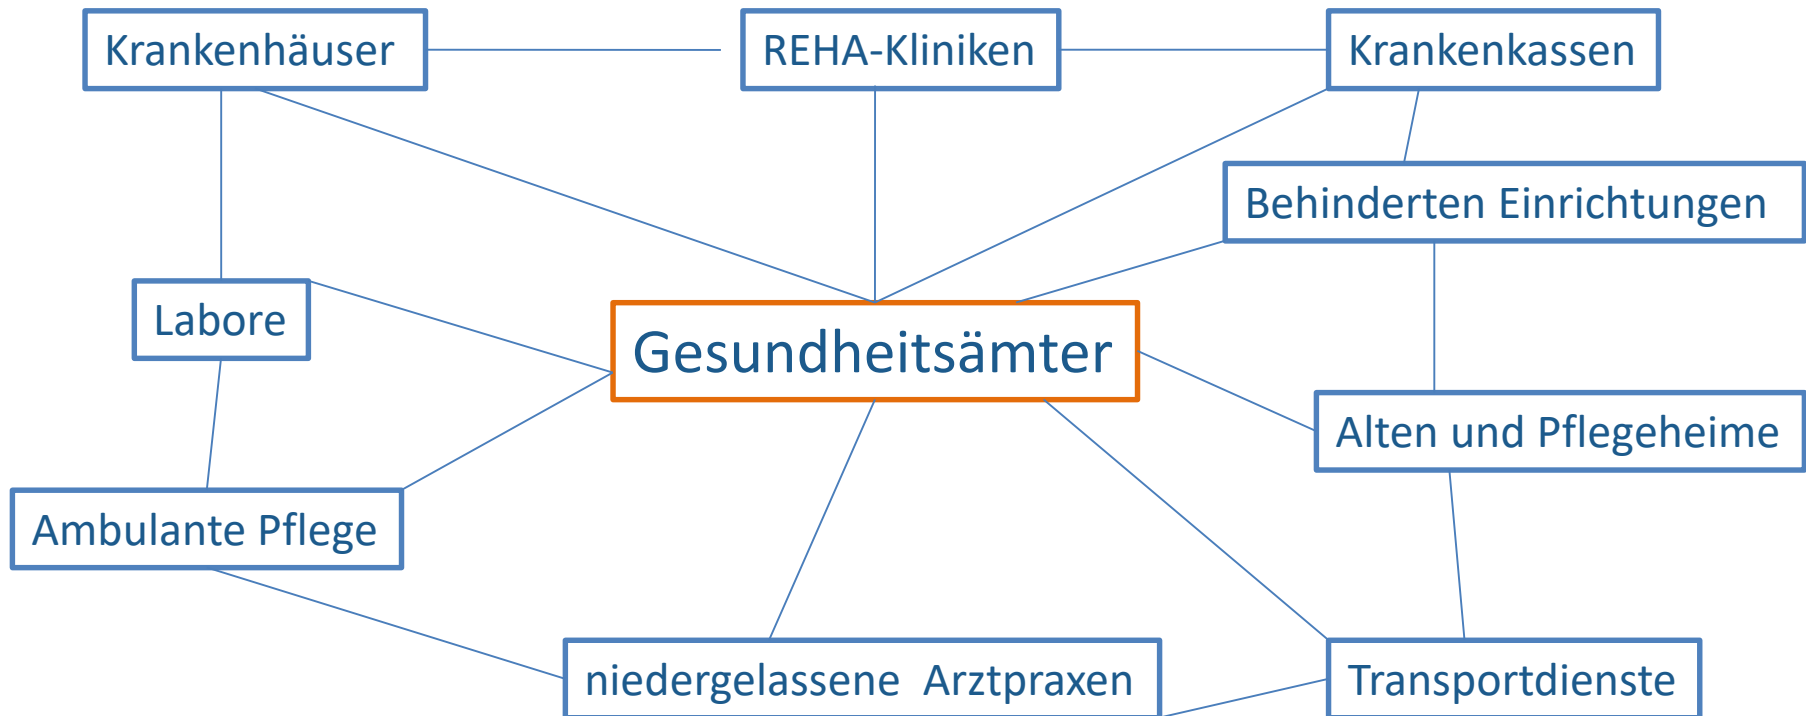 Krankenhäuser
REHA-Kliniken
Krankenkassen
Behinderten Einrichtungen
Labore
Gesundheitsämter
Alten und Pflegeheime
Ambulante Pflege
niedergelassene Arztpraxen
Transportdienste